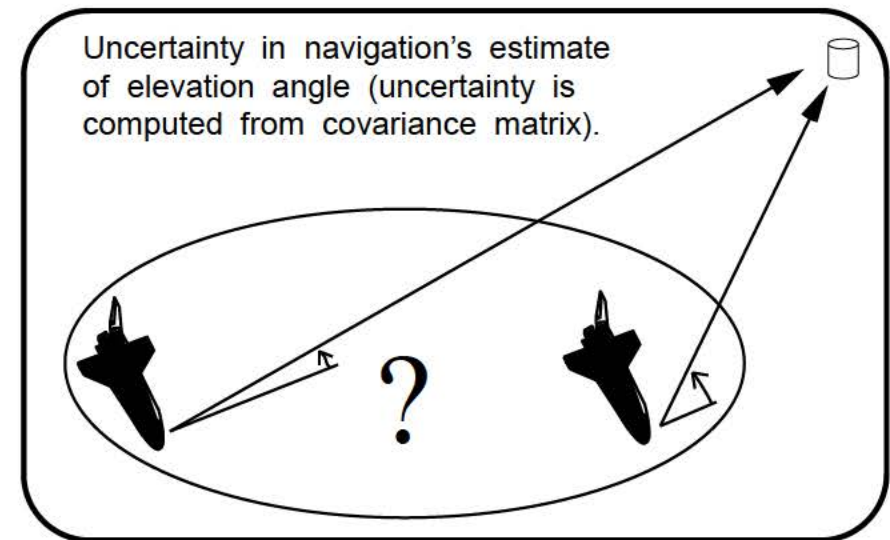 Uncertainty in navigation's estimate
of elevation angle (uncertainty is
computed from covariance matrix).
?